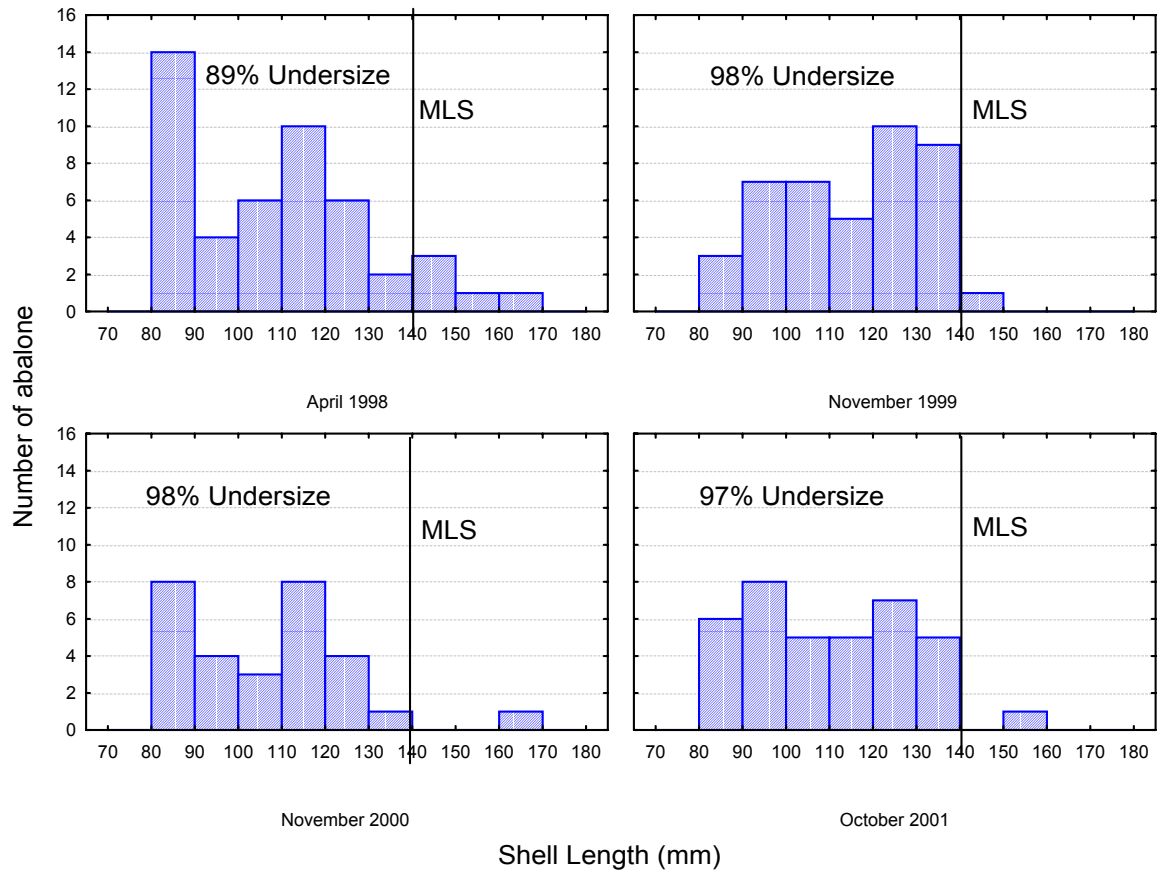 16
14
12
10
8
6
4
2
0
89% Undersize
MLS
70 80 90 100 110 120 130 140 150 160 170 180
April 1998
98% Undersize
MLS
70 80 90 100 110 120 130 140 150 160 170 180
November 1999
Number of abalone
16
14
12
10
8
6
4
2
0
98% Undersize
MLS
70 80 90 100 110 120 130 140 150 160 170 180
November 2000
97% Undersize
MLS
70 80 90 100 110 120 130 140 150 160 170 180
October 2001
Shell Length (mm)